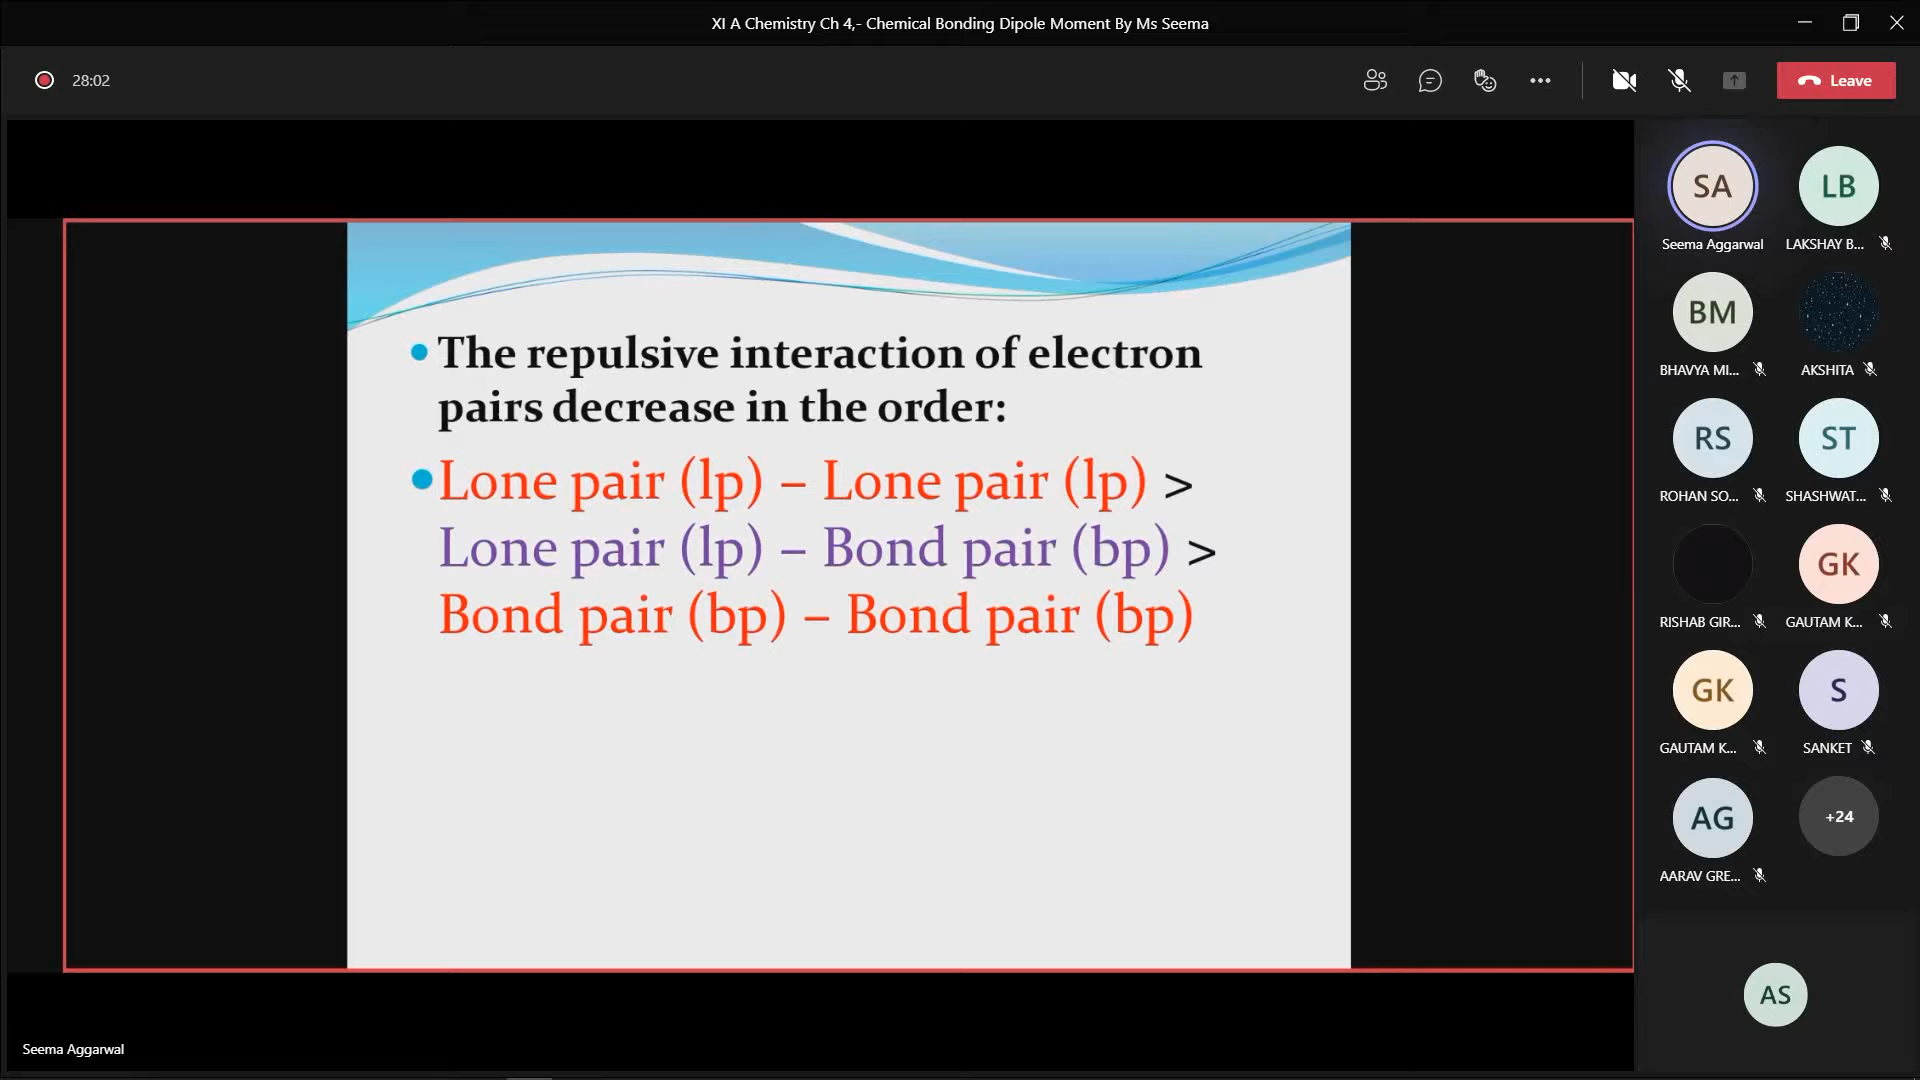 XI A Chemistry Ch 4,- Chemical Bonding Dipole Moment By Ms Seema
28:02
Leave
• The repulsive interaction of electron
pairs decrease in the order:
• Lone pair (lp) – Lone pair (lp) >
Lone pair (lp) – Bond pair (bp) >
Bond pair (bp) – Bond pair (bp)
SA
LB
Seema Aggarwal
LAKSHAY B...
BM
BHAVYA MI...
AKSHITA
RS
ST
ROHAN SO...
SHASHWAT...
GK
RISHAB GIR...
GAUTAM K...
GK
S
GAUTAM K...
SANKET
AG
+24
AARAV GRE...
AS
Seema Aggarwal